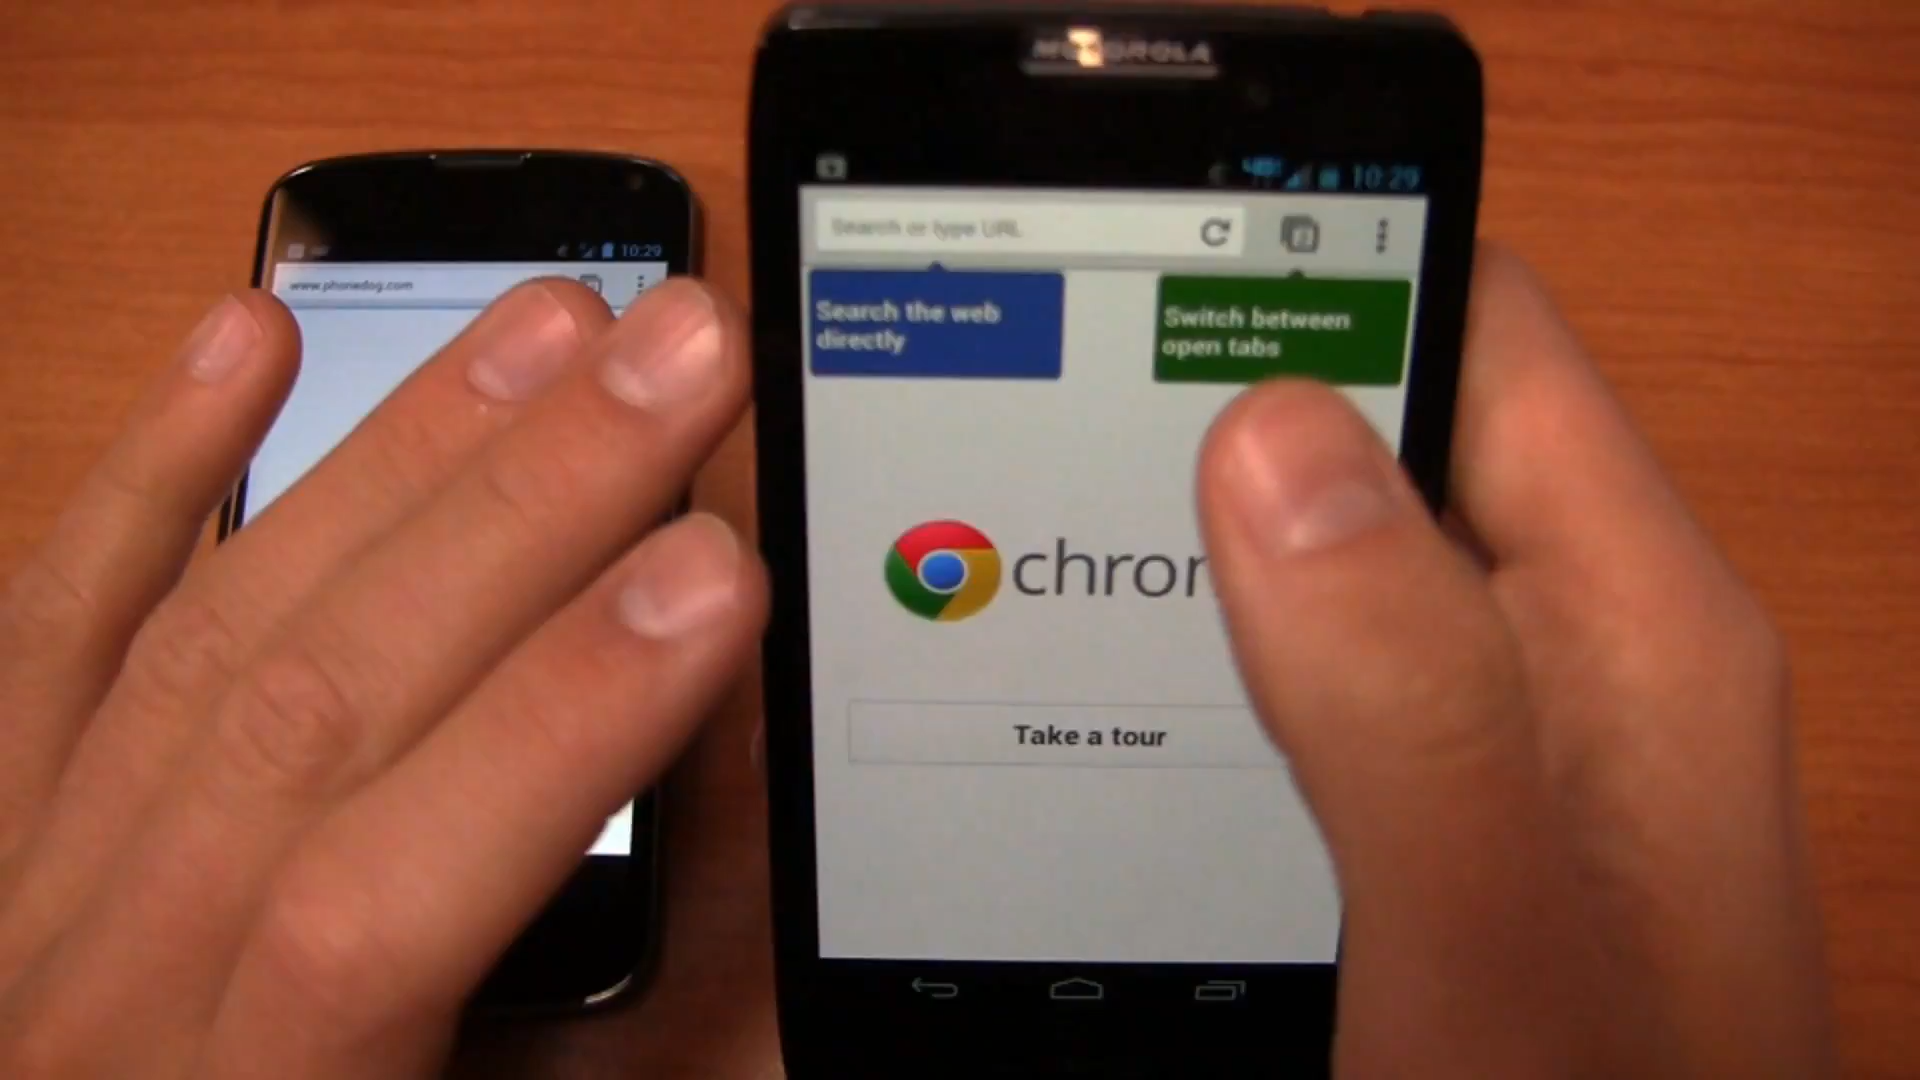 MOTOROLA
10:29
10:29
www.phonedog.com
Search or type URL
Search the web
directly
Switch between
open tabs
chrom
Take a tour